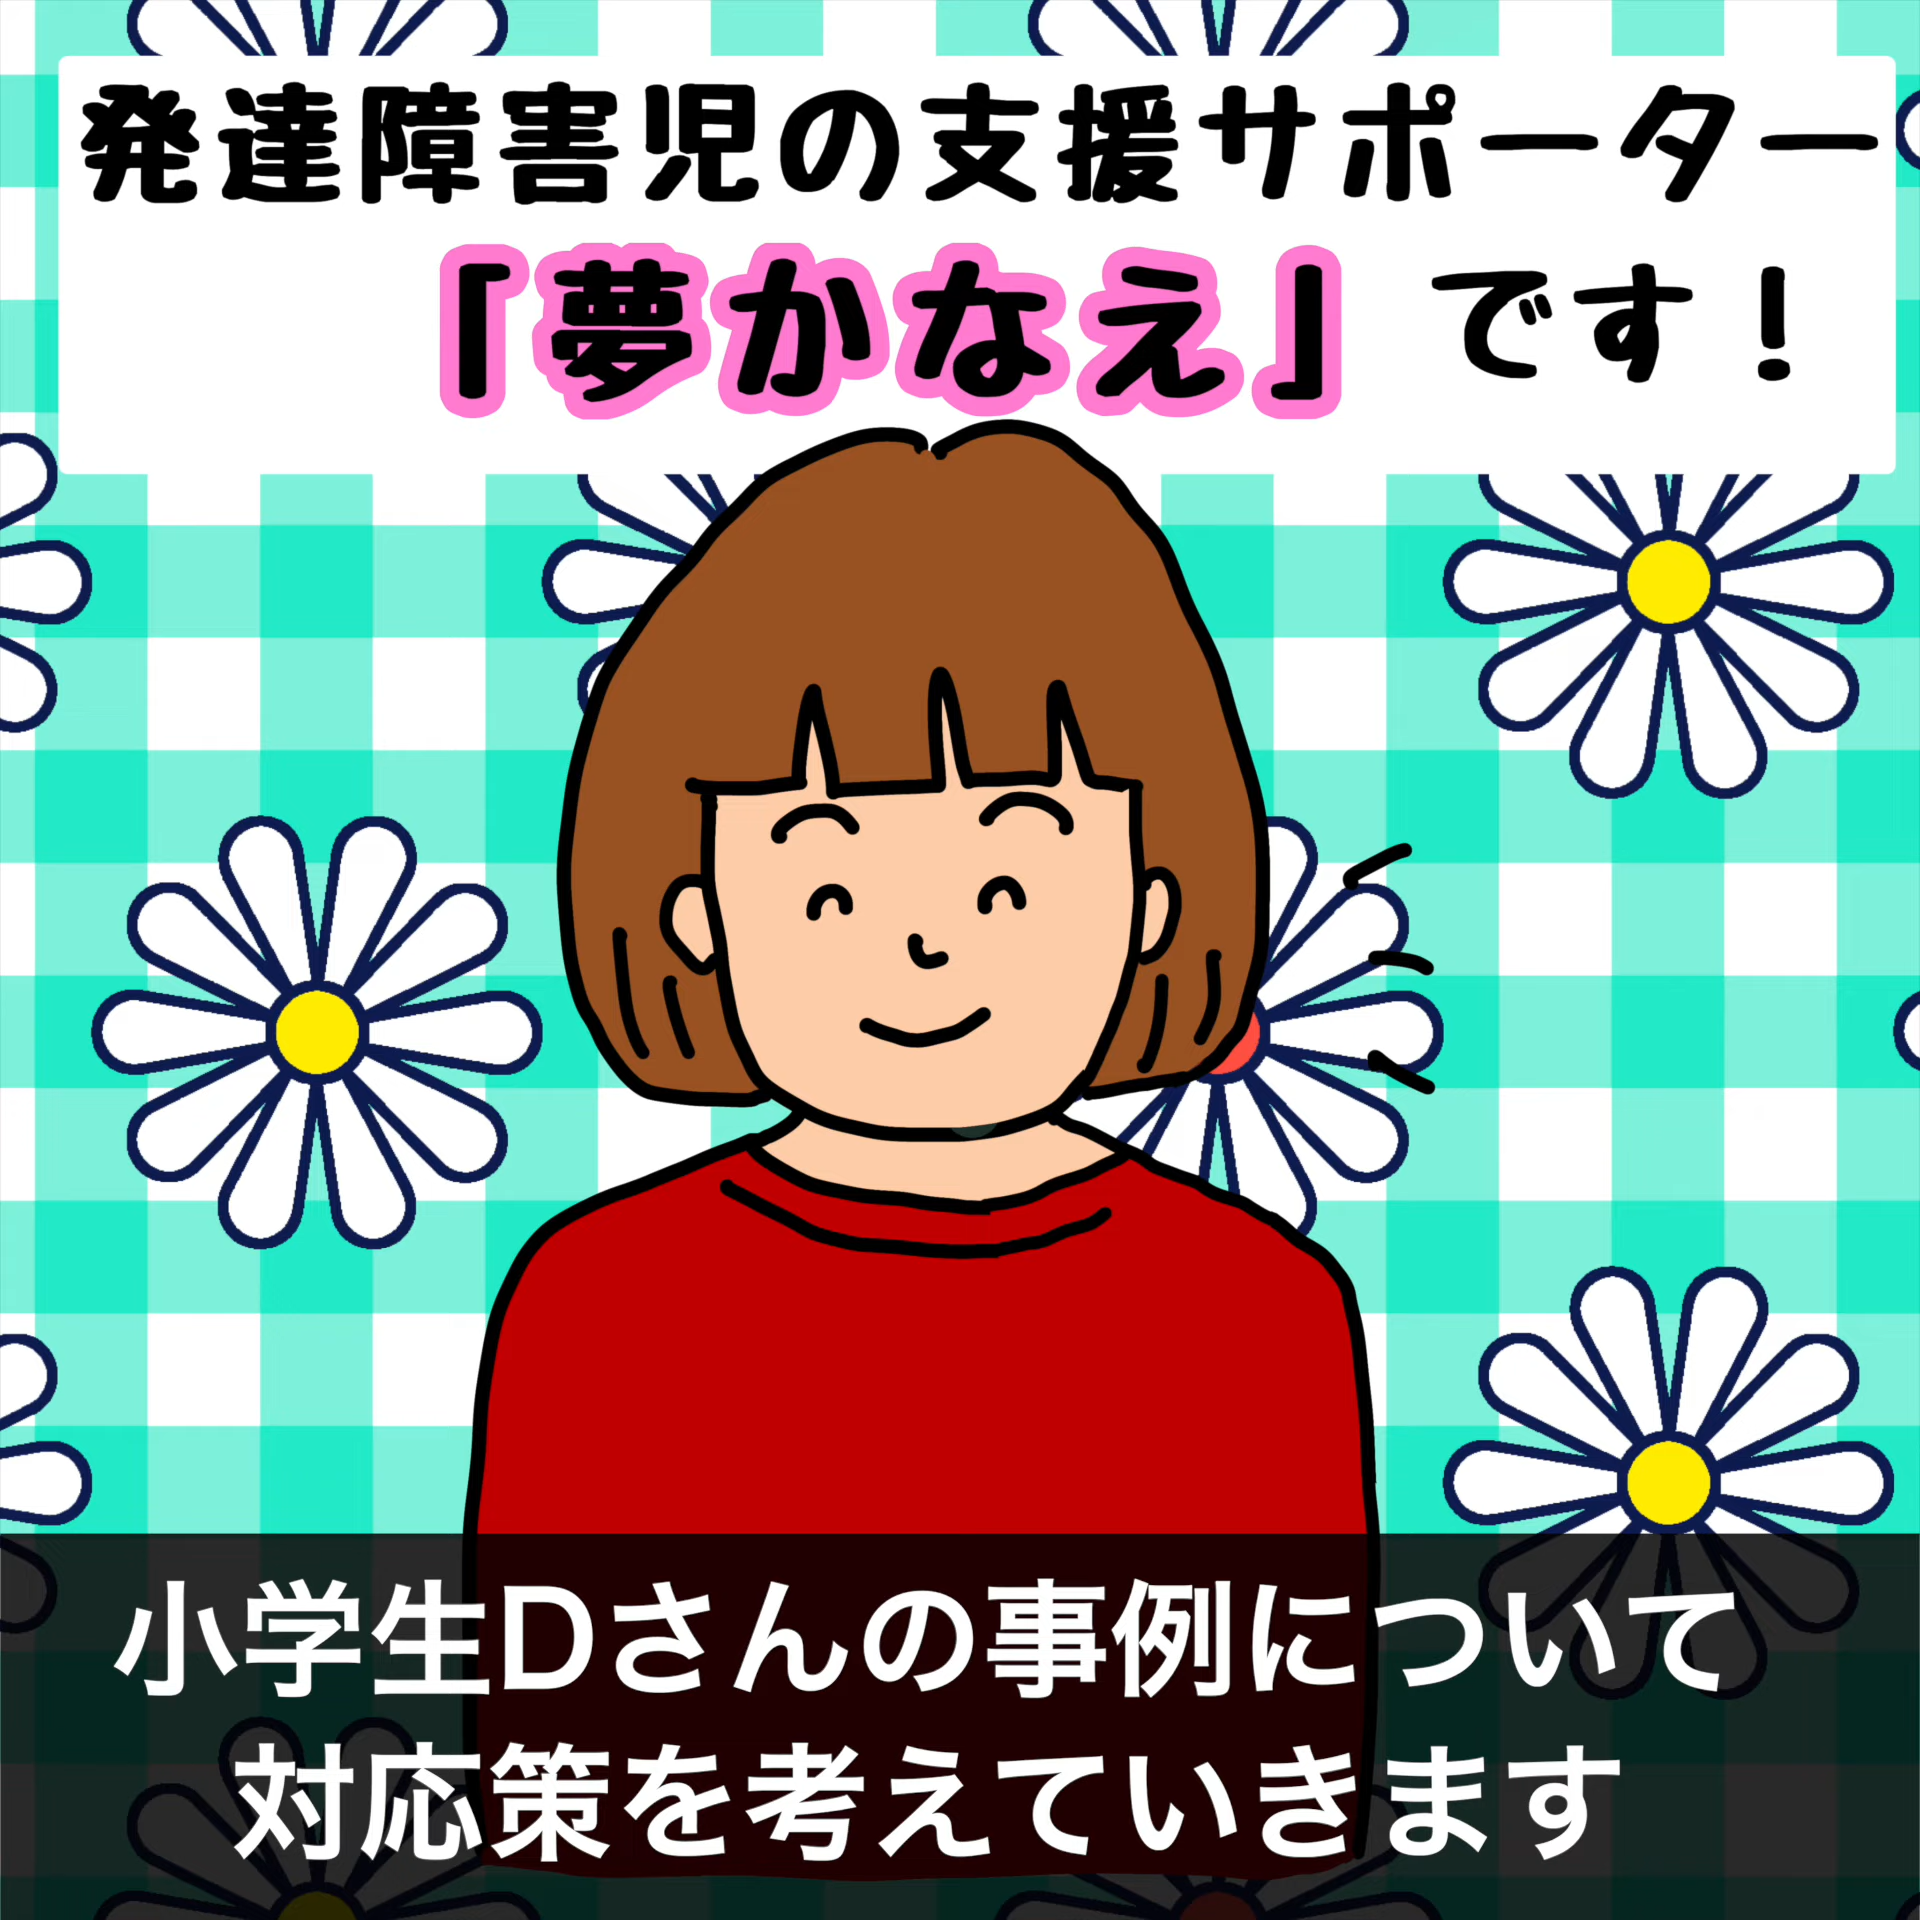 発達障害児の支援サポーター
「夢かなえ」です!
小学生Dさんの事例について
対応策を考えていきます